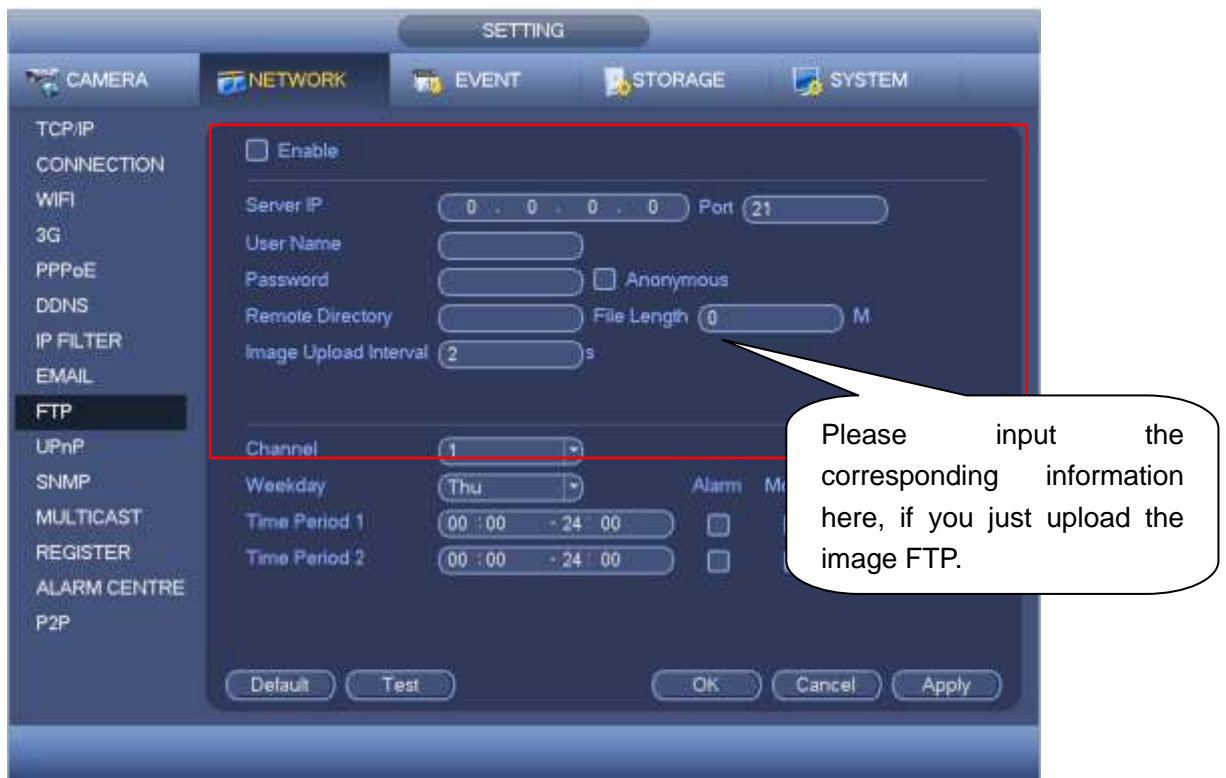 SETTING
CAMERA NETWORK EVENT STORAGE SYSTEM
TCP/IP
CONNECTION
WIFI
3G
PPPoE
DDNS
IP FILTER
EMAIL
FTP
UPnP
SNMP
MULTICAST
REGISTER
ALARM CENTRE
P2P
Enable
Server IP 0 . 0 . 0 . 0 Port 21
User Name
Password Anonymous
Remote Directory File Length 0 M
Image Upload Interval 2 s
Channel 1
Weekday Thu Alarm
Time Period 1 00 :00 - 24 : 00
Time Period 2 00 :00 - 24 : 00
Please input the
corresponding information
here, if you just upload the
image FTP.
Default Test OK Cancel Apply